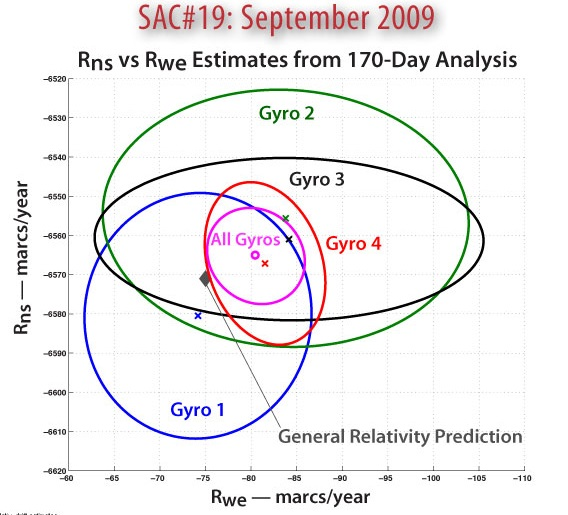 SAC#19: September 2009
Rns vs RWE Estimates from 170-Day Analysis
−6520
−6530
−6540
−6550
−6560
−6570
−6580
−6590
−6600
−6610
−6620
Rns — marcs/year
Gyro 2
Gyro 3
All Gyros
Gyro 4
Gyro 1
General Relativity Prediction
−60
−65
−70
−75
−80
−85
−90
−95
−100
−105
−110
RWE — marcs/year